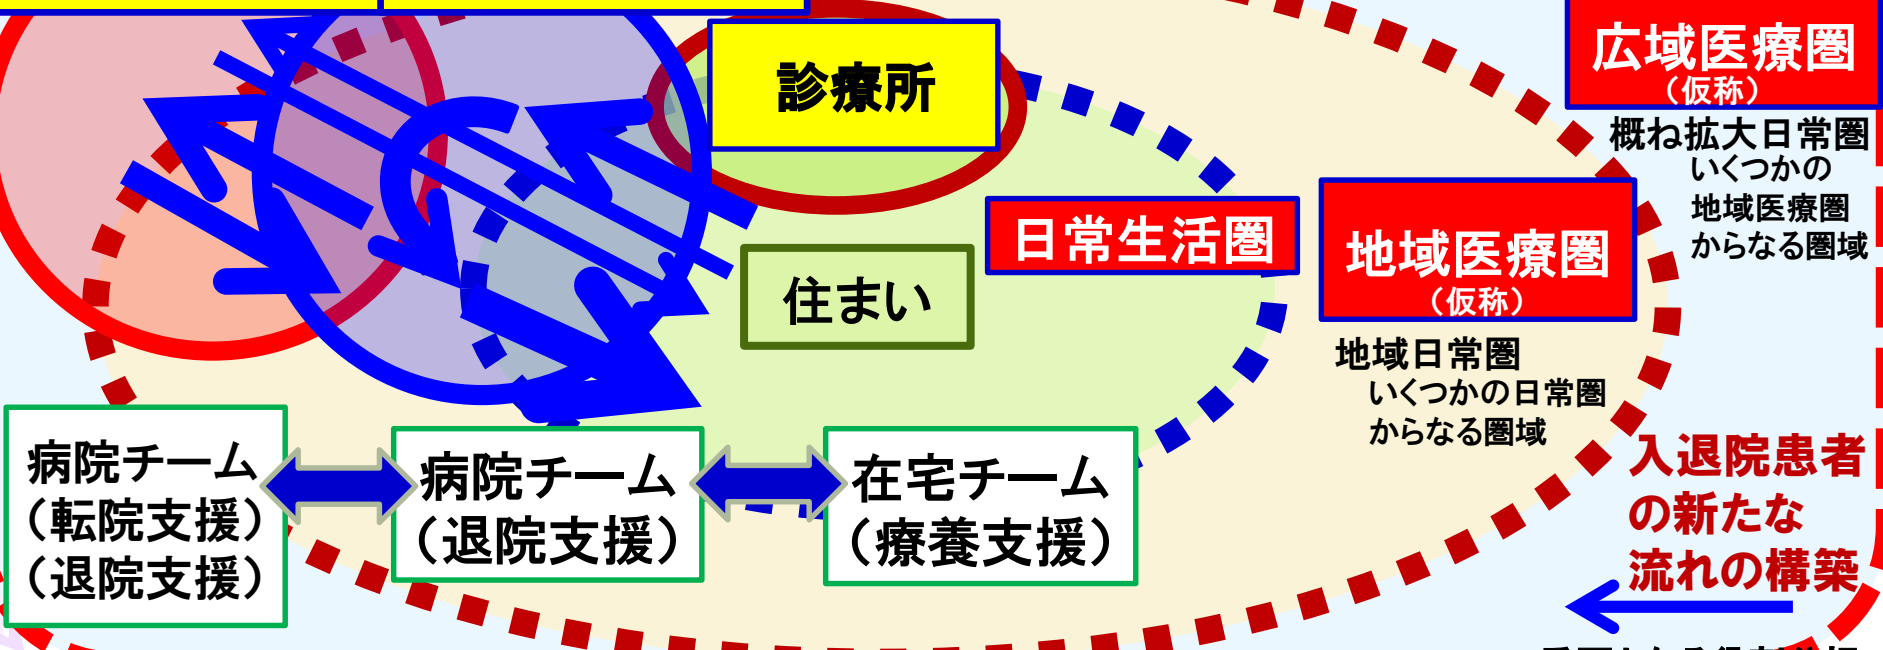 広域医療圏
（仮称）
診療所
概ね拡大日常圏
いくつかの
地域医療圏
からなる圏域
日常生活圏
地域医療圏
（仮称）
住まい
地域日常圏
いくつかの日常圏
からなる圏域
病院チーム
（転院支援）
（退院支援）
病院チーム
（退院支援）
在宅チーム
（療養支援）
入退院患者
の新たな
流れの構築